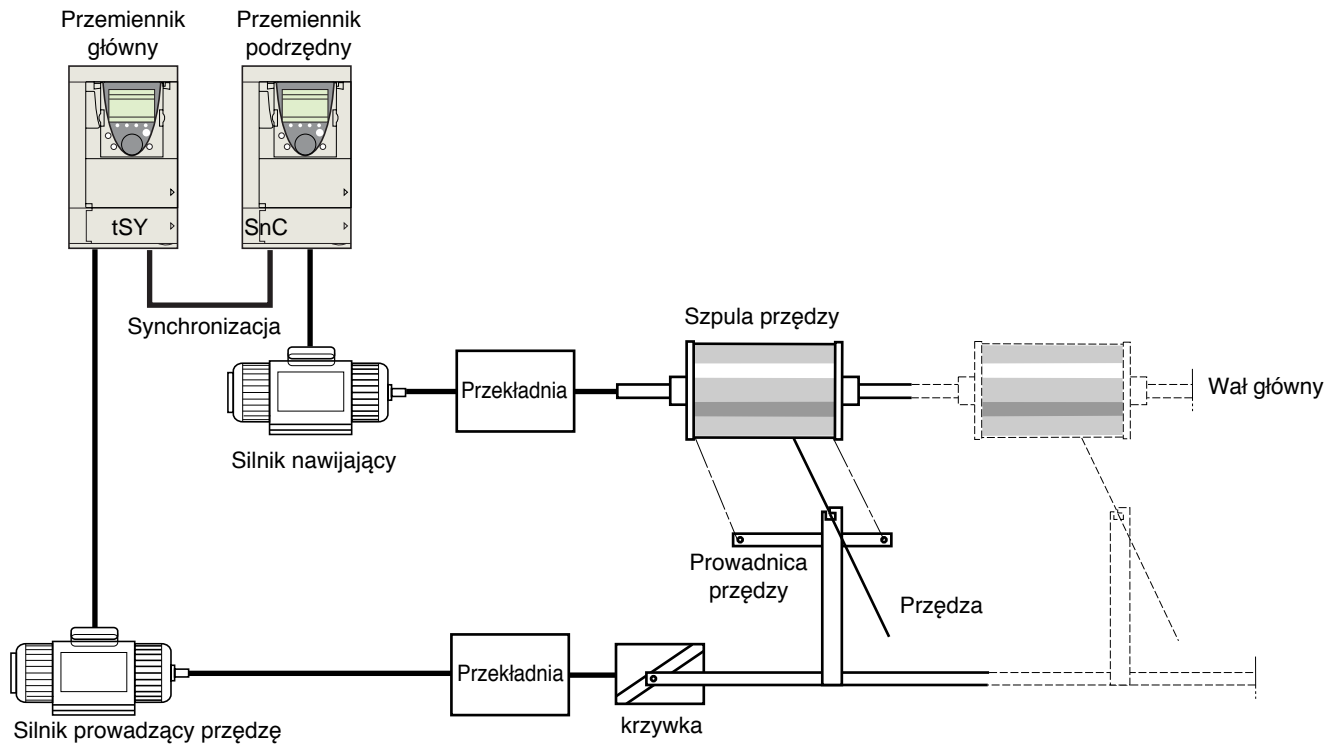 Przemiennik
główny
Przemiennik
podrzędny
tSY
SnC
Synchronizacja
Szpula przędzy
Przekładnia
Wał główny
Silnik nawijający
Prowadnica
przędzy
Przędza
Przekładnia
krzywka
Silnik prowadzący przędzę